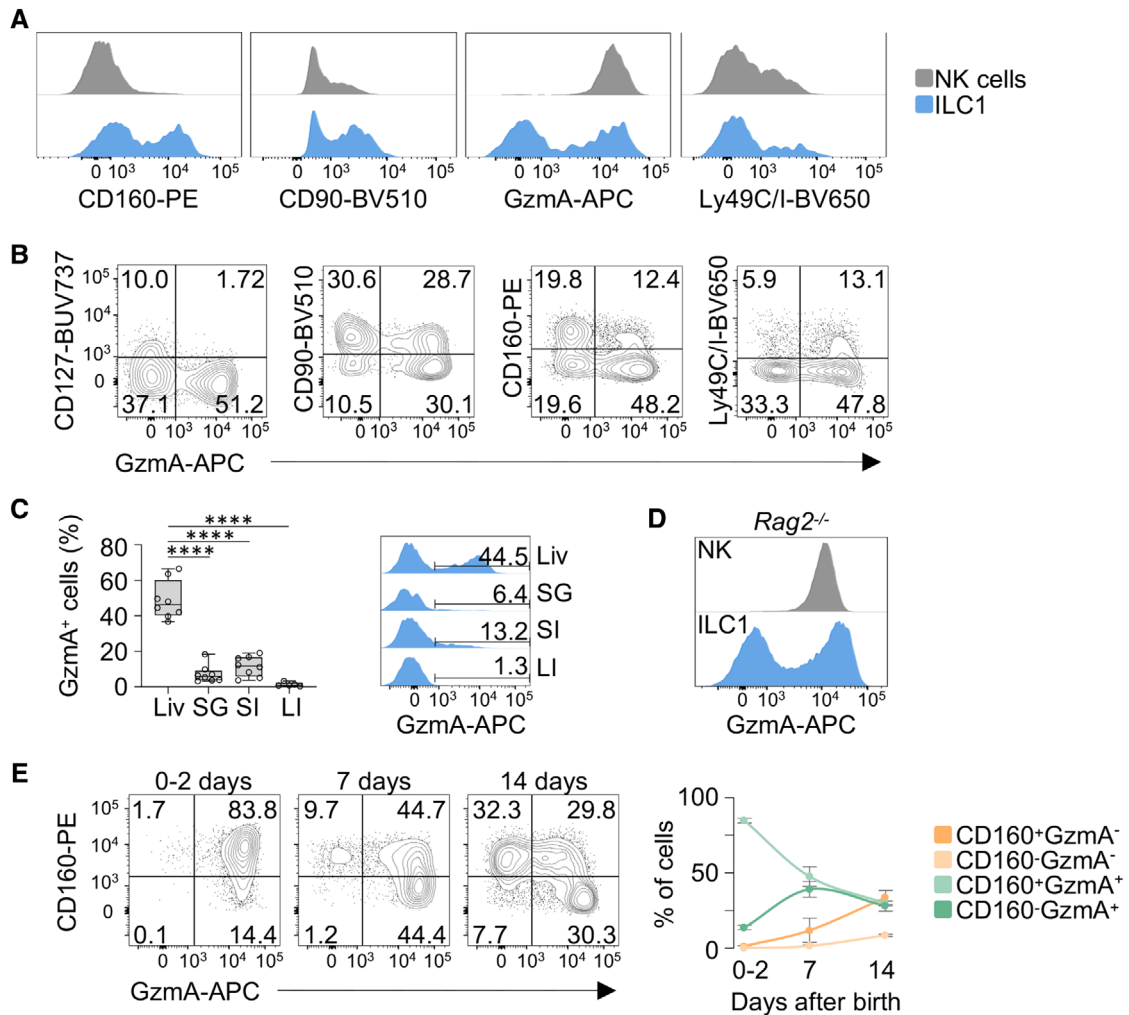 A
NK cells
ILC1
0 10³ 10⁴ 10⁵
0 10³ 10⁴ 10⁵
0 10³ 10⁴ 10⁵
0 10³ 10⁴ 10⁵
CD160-PE
CD90-BV510
GzmA-APC
Ly49C/I-BV650
B
CD127-BUV737
10⁵
10⁴
10³
0
10.0 1.72
37.1 51.2
0 10³ 10⁴ 10⁵
CD90-BV510
30.6 28.7
10.5 30.1
0 10³ 10⁴ 10⁵
CD160-PE
19.8 12.4
19.6 48.2
0 10³ 10⁴ 10⁵
Ly49C/I-BV650
5.9 13.1
33.3 47.8
0 10³ 10⁴ 10⁵
GzmA-APC
C
GzmA⁺ cells (%)
80
60
40
20
0
****
****
****
Liv SG SI LI
44.5 Liv
6.4 SG
13.2 SI
1.3 LI
0 10³ 10⁴ 10⁵
GzmA-APC
D
Rag2⁻/⁻
NK
ILC1
0 10³ 10⁴ 10⁵
GzmA-APC
E
0-2 days
7 days
14 days
CD160-PE
10⁵
10⁴
10³
0
1.7 83.8
0.1 14.4
0 10³ 10⁴ 10⁵
9.7 44.7
1.2 44.4
0 10³ 10⁴ 10⁵
32.3 29.8
7.7 30.3
0 10³ 10⁴ 10⁵
GzmA-APC
% of cells
100
50
0
0-2 7 14
Days after birth
CD160⁺GzmA⁻
CD160⁻GzmA⁻
CD160⁺GzmA⁺
CD160⁻GzmA⁺